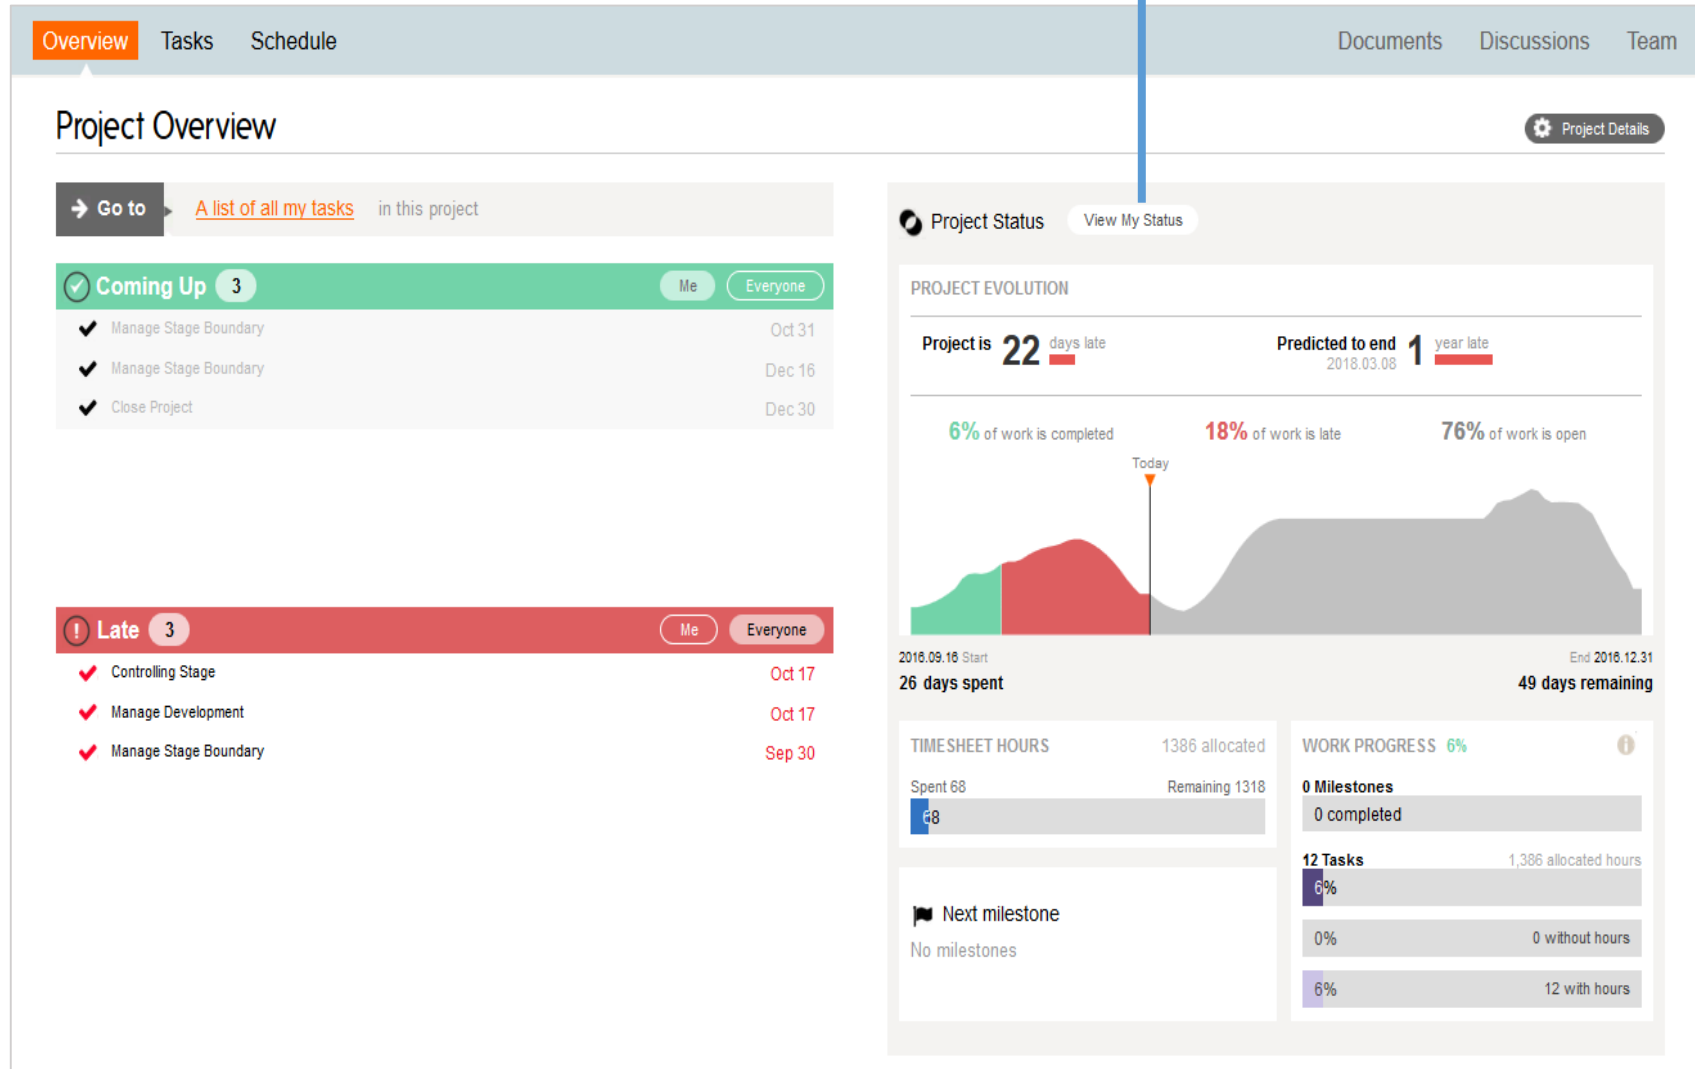 Overview Tasks Schedule Documents Discussions Team
Project Overview
Project Details
Go to A list of all my tasks in this project
Coming Up 3 Me Everyone
Manage Stage Boundary Oct 31
Manage Stage Boundary Dec 16
Close Project Dec 30
Late 3 Me Everyone
Controlling Stage Oct 17
Manage Development Oct 17
Manage Stage Boundary Sep 30
Project Status View My Status
PROJECT EVOLUTION
Project is 22 days late
Predicted to end 1 year late
2018.03.08
6% of work is completed 18% of work is late 76% of work is open
Today
2016.09.16 Start End 2016.12.31
26 days spent 49 days remaining
TIMESHEET HOURS 1386 allocated
Spent 68 Remaining 1318
68
Next milestone
No milestones
WORK PROGRESS 6%
0 Milestones
0 completed
12 Tasks 1,386 allocated hours
6%
0% 0 without hours
6% 12 with hours